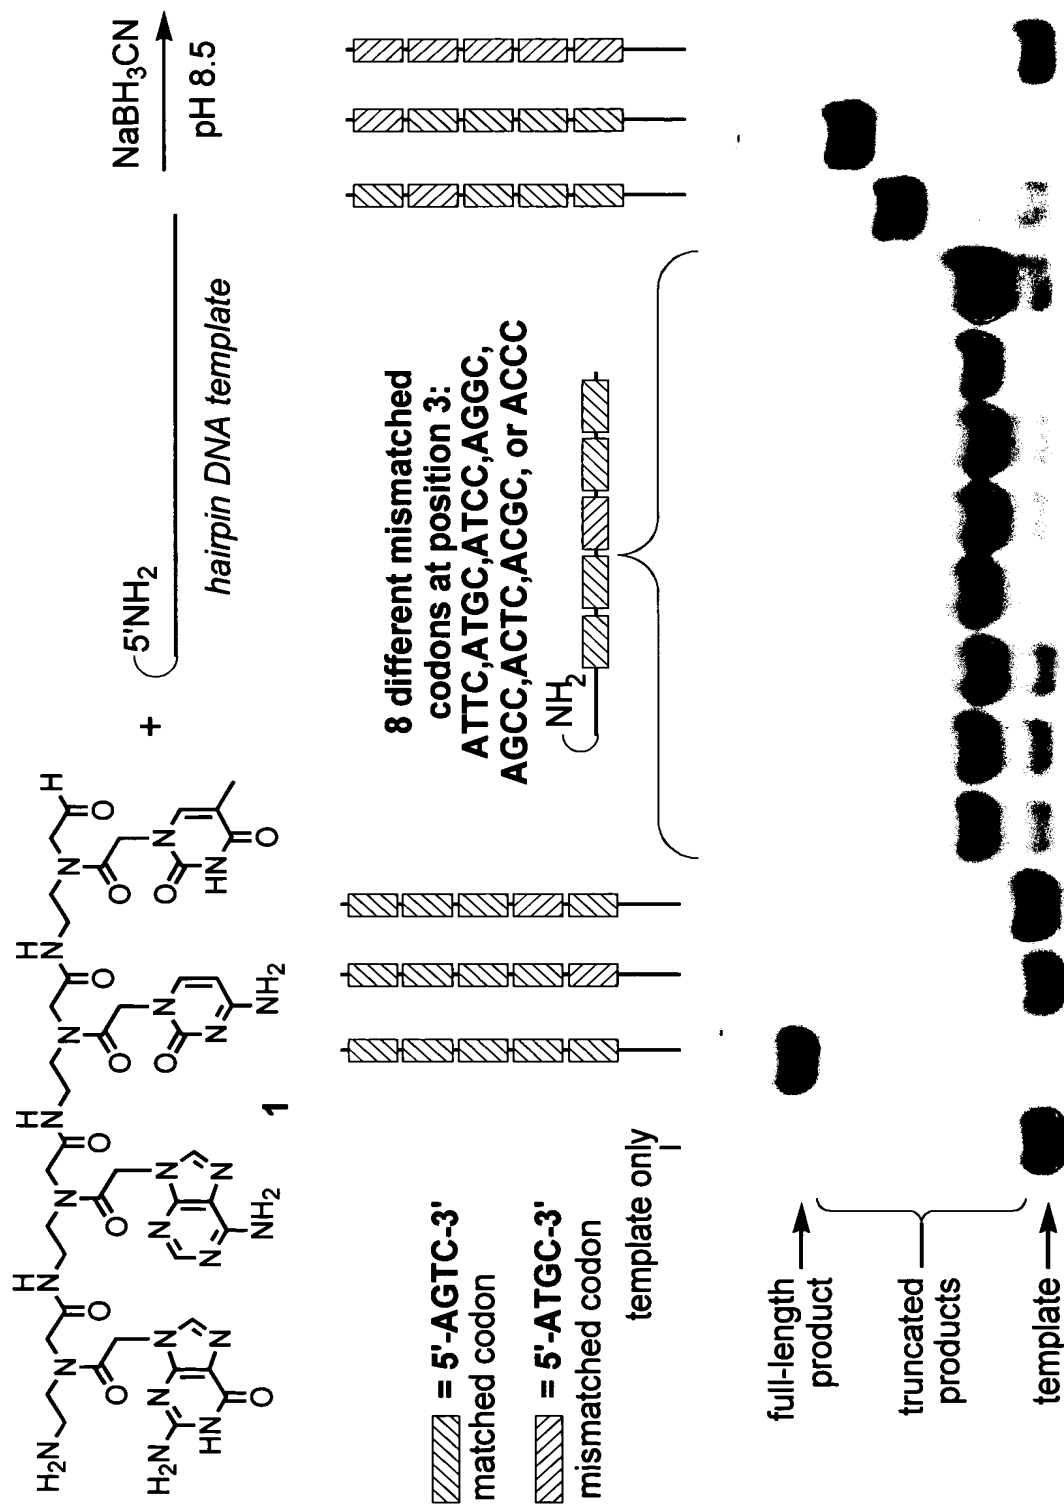 H H H
H₂N N N N H
N N N N
O O O O
O O O O
H₂N N N N N N O N O N
HN N N N N HN
O NH₂ NH₂ O
1
+
5'NH₂
hairpin DNA template
NaBH₃CN
pH 8.5
= 5'-AGTC-3'
matched codon
= 5'-ATGC-3'
mismatched codon
template only
8 different mismatched
codons at position 3:
ATTC,ATGC,ATCC,AGGC,
AGCC,ACTC,ACGC, or ACCC
NH₂
full-length
product
truncated
products
template